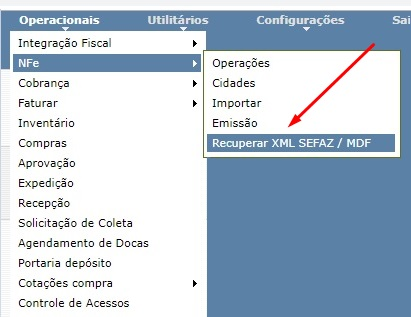 Operacionais Utilitários Configurações Sai
Integração Fiscal
NFe
Cobrança
Faturar
Inventário
Compras
Aprovação
Expedição
Recepção
Solicitação de Coleta
Agendamento de Docas
Portaria depósito
Cotações compra
Controle de Acessos
Operações
Cidades
Importar
Emissão
Recuperar XML SEFAZ / MDF